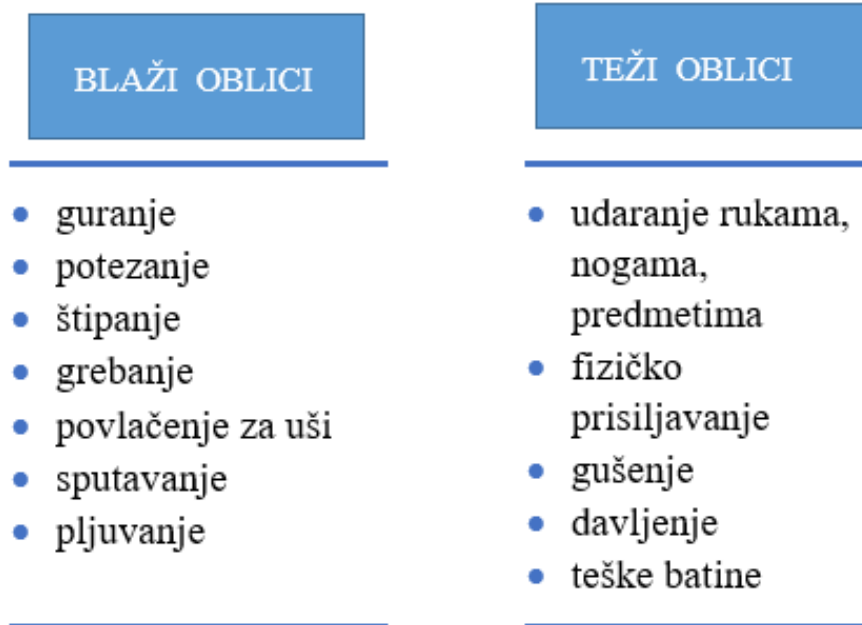 BLAŽI OBLICI
guranje
potezanje
štipanje
grebanje
povlačenje za uši
sputavanje
pljuvanje
TEŽI OBLICI
udaranje rukama,
nogama,
predmetima
fizičko
prisiljavanje
gušenje
davljenje
teške batine